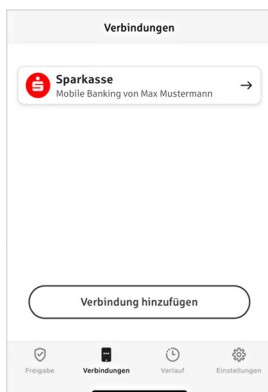 Verbindungen
Sparkasse
Mobile Banking von Max Mustermann
Verbindung hinzufügen
Freigabe Verbindungen Verlauf Einstellungen